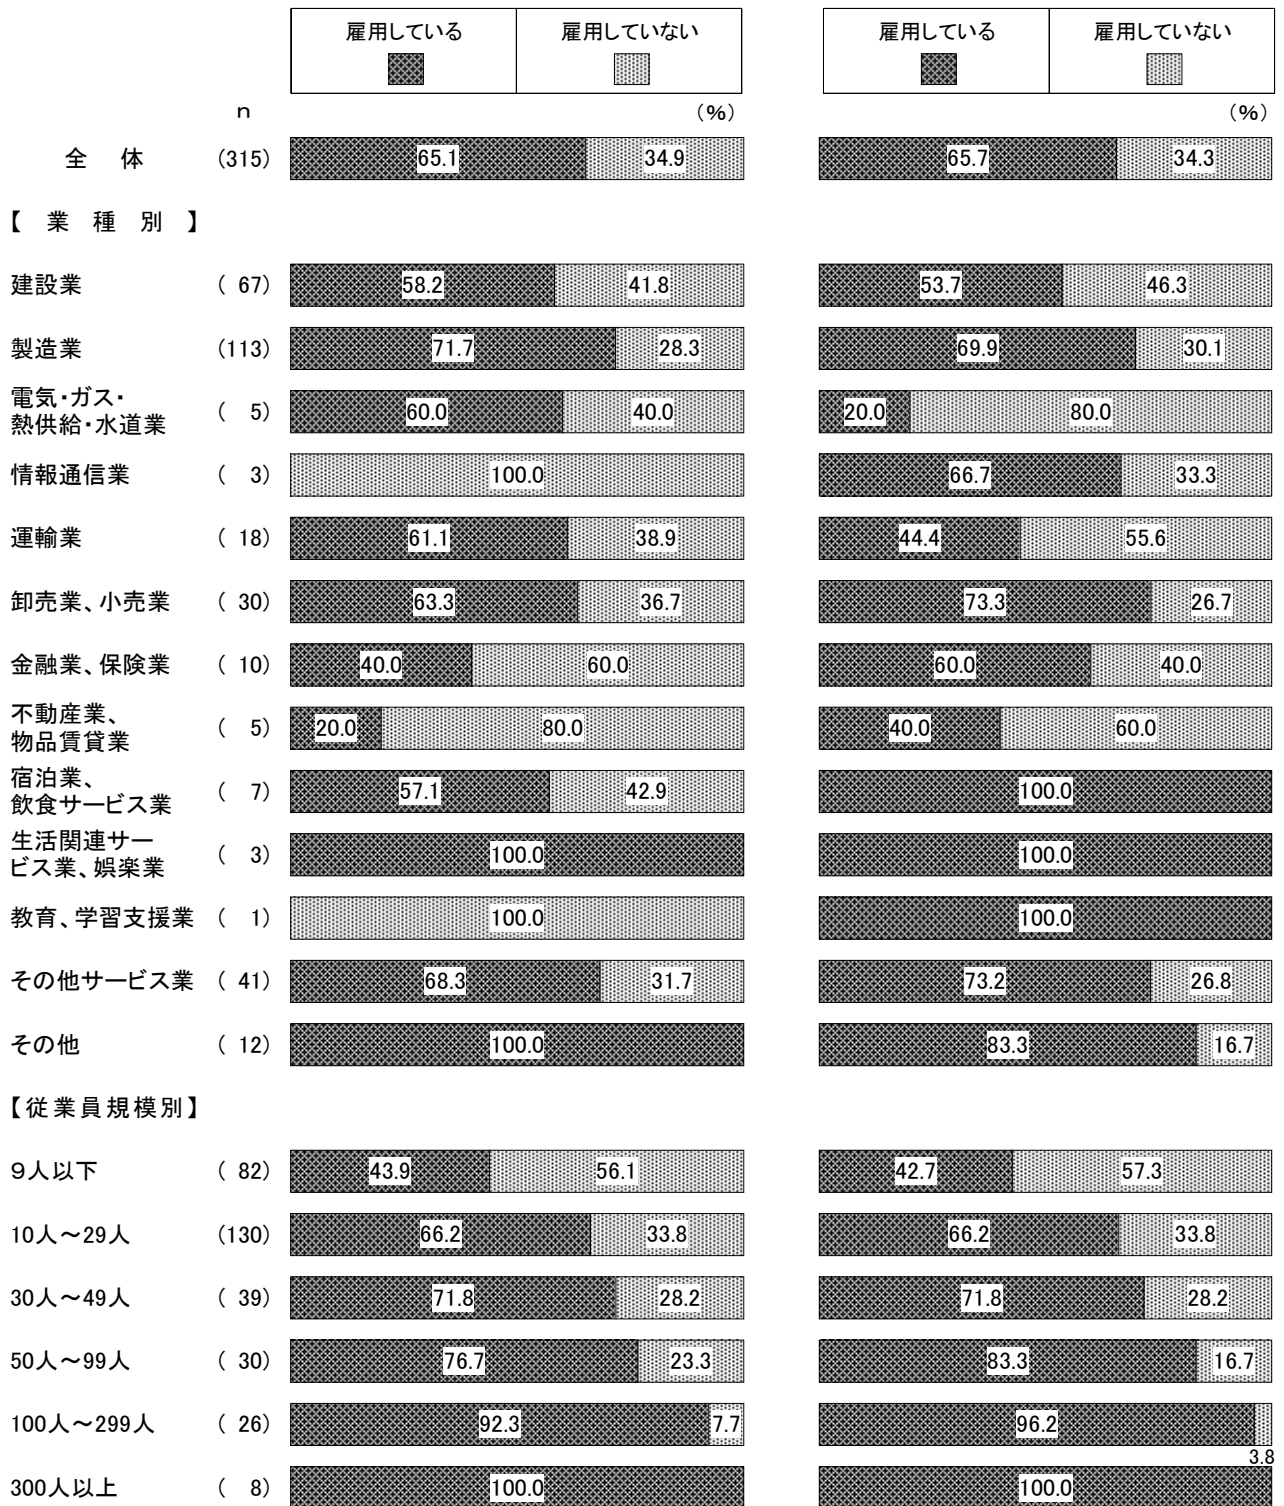 雇用している 雇用していない 雇用している 雇用していない
n (%) (%)
全 体 (315) 65.1 34.9 65.7 34.3
【 業 種 別 】
建設業 ( 67) 58.2 41.8 53.7 46.3
製造業 (113) 71.7 28.3 69.9 30.1
電気・ガス・
熱供給・水道業 ( 5) 60.0 40.0 20.0 80.0
情報通信業 ( 3) 100.0 66.7 33.3
運輸業 ( 18) 61.1 38.9 44.4 55.6
卸売業、小売業 ( 30) 63.3 36.7 73.3 26.7
金融業、保険業 ( 10) 40.0 60.0 60.0 40.0
不動産業、
物品賃貸業 ( 5) 20.0 80.0 40.0 60.0
宿泊業、
飲食サービス業 ( 7) 57.1 42.9 100.0
生活関連サー
ビス業、娯楽業 ( 3) 100.0 100.0
教育、学習支援業 ( 1) 100.0 100.0
その他サービス業 ( 41) 68.3 31.7 73.2 26.8
その他 ( 12) 100.0 83.3 16.7
【従業員規模別】
9人以下 ( 82) 43.9 56.1 42.7 57.3
10人～29人 (130) 66.2 33.8 66.2 33.8
30人～49人 ( 39) 71.8 28.2 71.8 28.2
50人～99人 ( 30) 76.7 23.3 83.3 16.7
100人～299人 ( 26) 92.3 7.7 96.2 3.8
300人以上 ( 8) 100.0 100.0